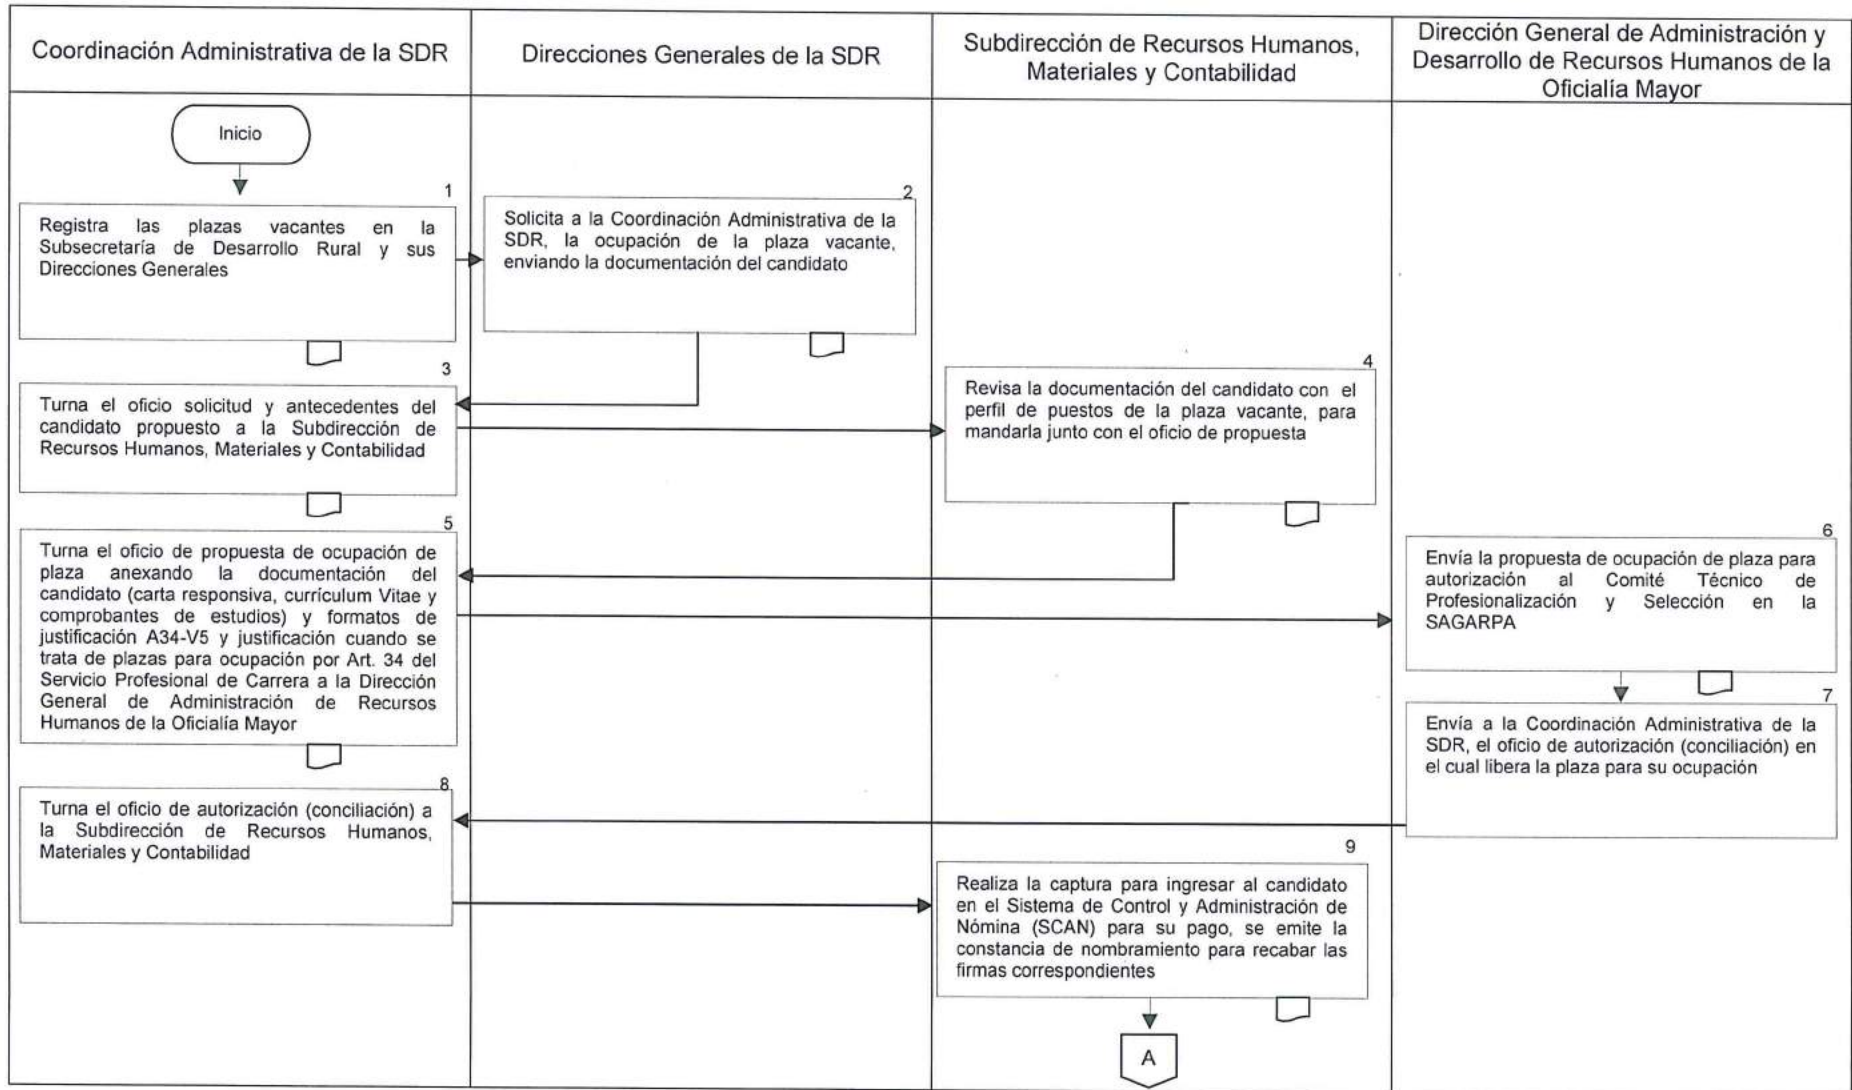 Coordinación Administrativa de la SDR
Direcciones Generales de la SDR
Subdirección de Recursos Humanos,
Materiales y Contabilidad
Dirección General de Administración y
Desarrollo de Recursos Humanos de la
Oficialía Mayor
Inicio
1
Registra las plazas vacantes en la
Subsecretaría de Desarrollo Rural y sus
Direcciones Generales
2
Solicita a la Coordinación Administrativa de la
SDR, la ocupación de la plaza vacante,
enviando la documentación del candidato
3
Turna el oficio solicitud y antecedentes del
candidato propuesto a la Subdirección de
Recursos Humanos, Materiales y Contabilidad
4
Revisa la documentación del candidato con el
perfil de puestos de la plaza vacante, para
mandarla junto con el oficio de propuesta
5
Turna el oficio de propuesta de ocupación de
plaza anexando la documentación del
candidato (carta responsiva, currículum Vitae y
comprobantes de estudios) y formatos de
justificación A34-V5 y justificación cuando se
trata de plazas para ocupación por Art. 34 del
Servicio Profesional de Carrera a la Dirección
General de Administración de Recursos
Humanos de la Oficialía Mayor
6
Envía la propuesta de ocupación de plaza para
autorización al Comité Técnico de
Profesionalización y Selección en la
SAGARPA
7
Envía a la Coordinación Administrativa de la
SDR, el oficio de autorización (conciliación) en
el cual libera la plaza para su ocupación
8
Turna el oficio de autorización (conciliación) a
la Subdirección de Recursos Humanos,
Materiales y Contabilidad
9
Realiza la captura para ingresar al candidato
en el Sistema de Control y Administración de
Nómina (SCAN) para su pago, se emite la
constancia de nombramiento para recabar las
firmas correspondientes
A